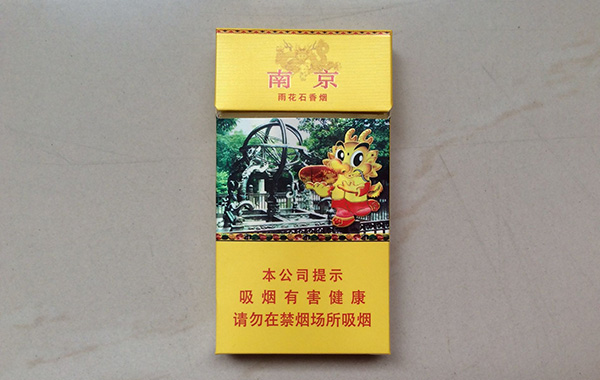 南京
雨花石香烟
本公司提示
吸烟有害健康
请勿在禁烟场所吸烟